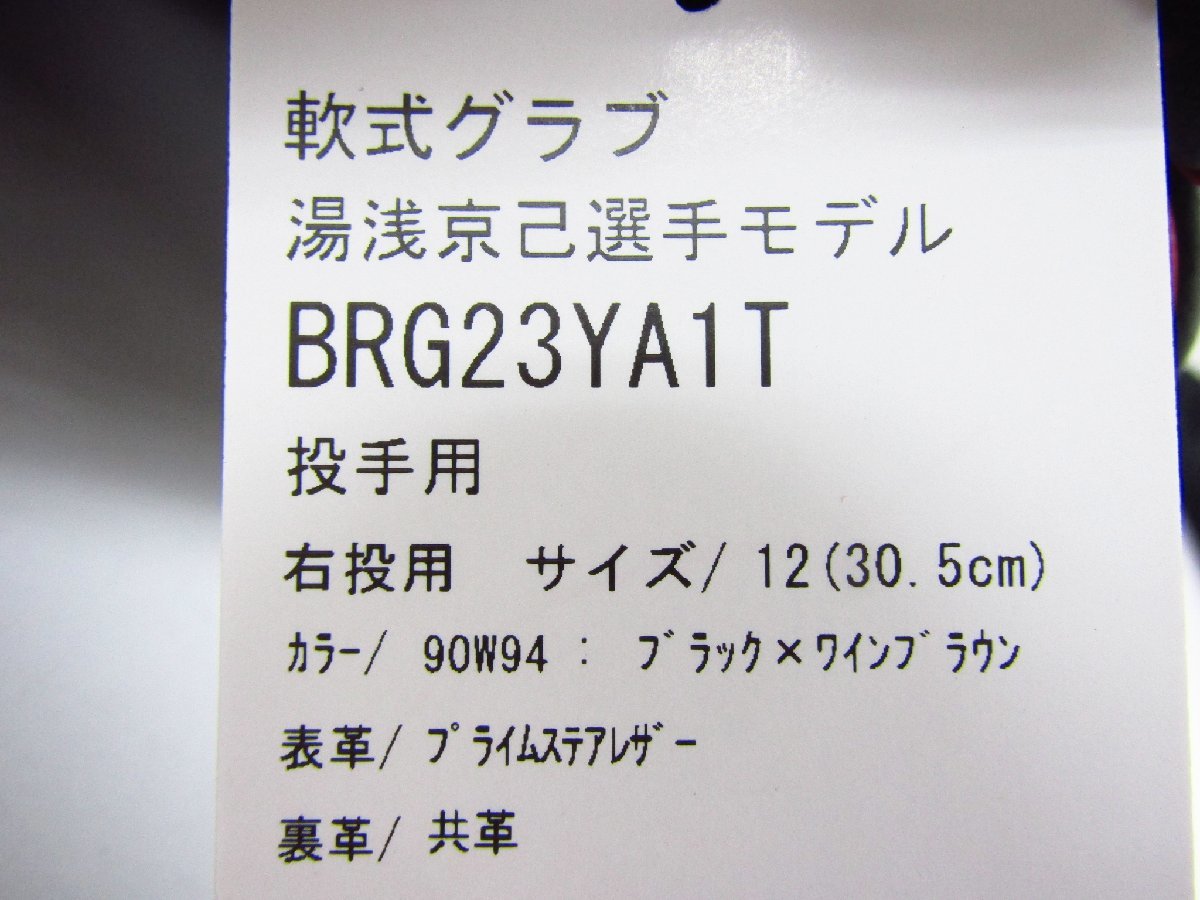 軟式グラブ
湯浅京己選手モデル
BRG23YA1T
投手用
右投用　サイズ/ 12(30.5cm)
ｶﾗｰ/ 90W94 : ﾌﾞﾗｯｸ×ﾜｲﾝﾌﾞﾗｳﾝ
表革/ ﾌﾟﾗｲﾑｽﾃｱﾚｻﾞｰ
裏革/ 共革